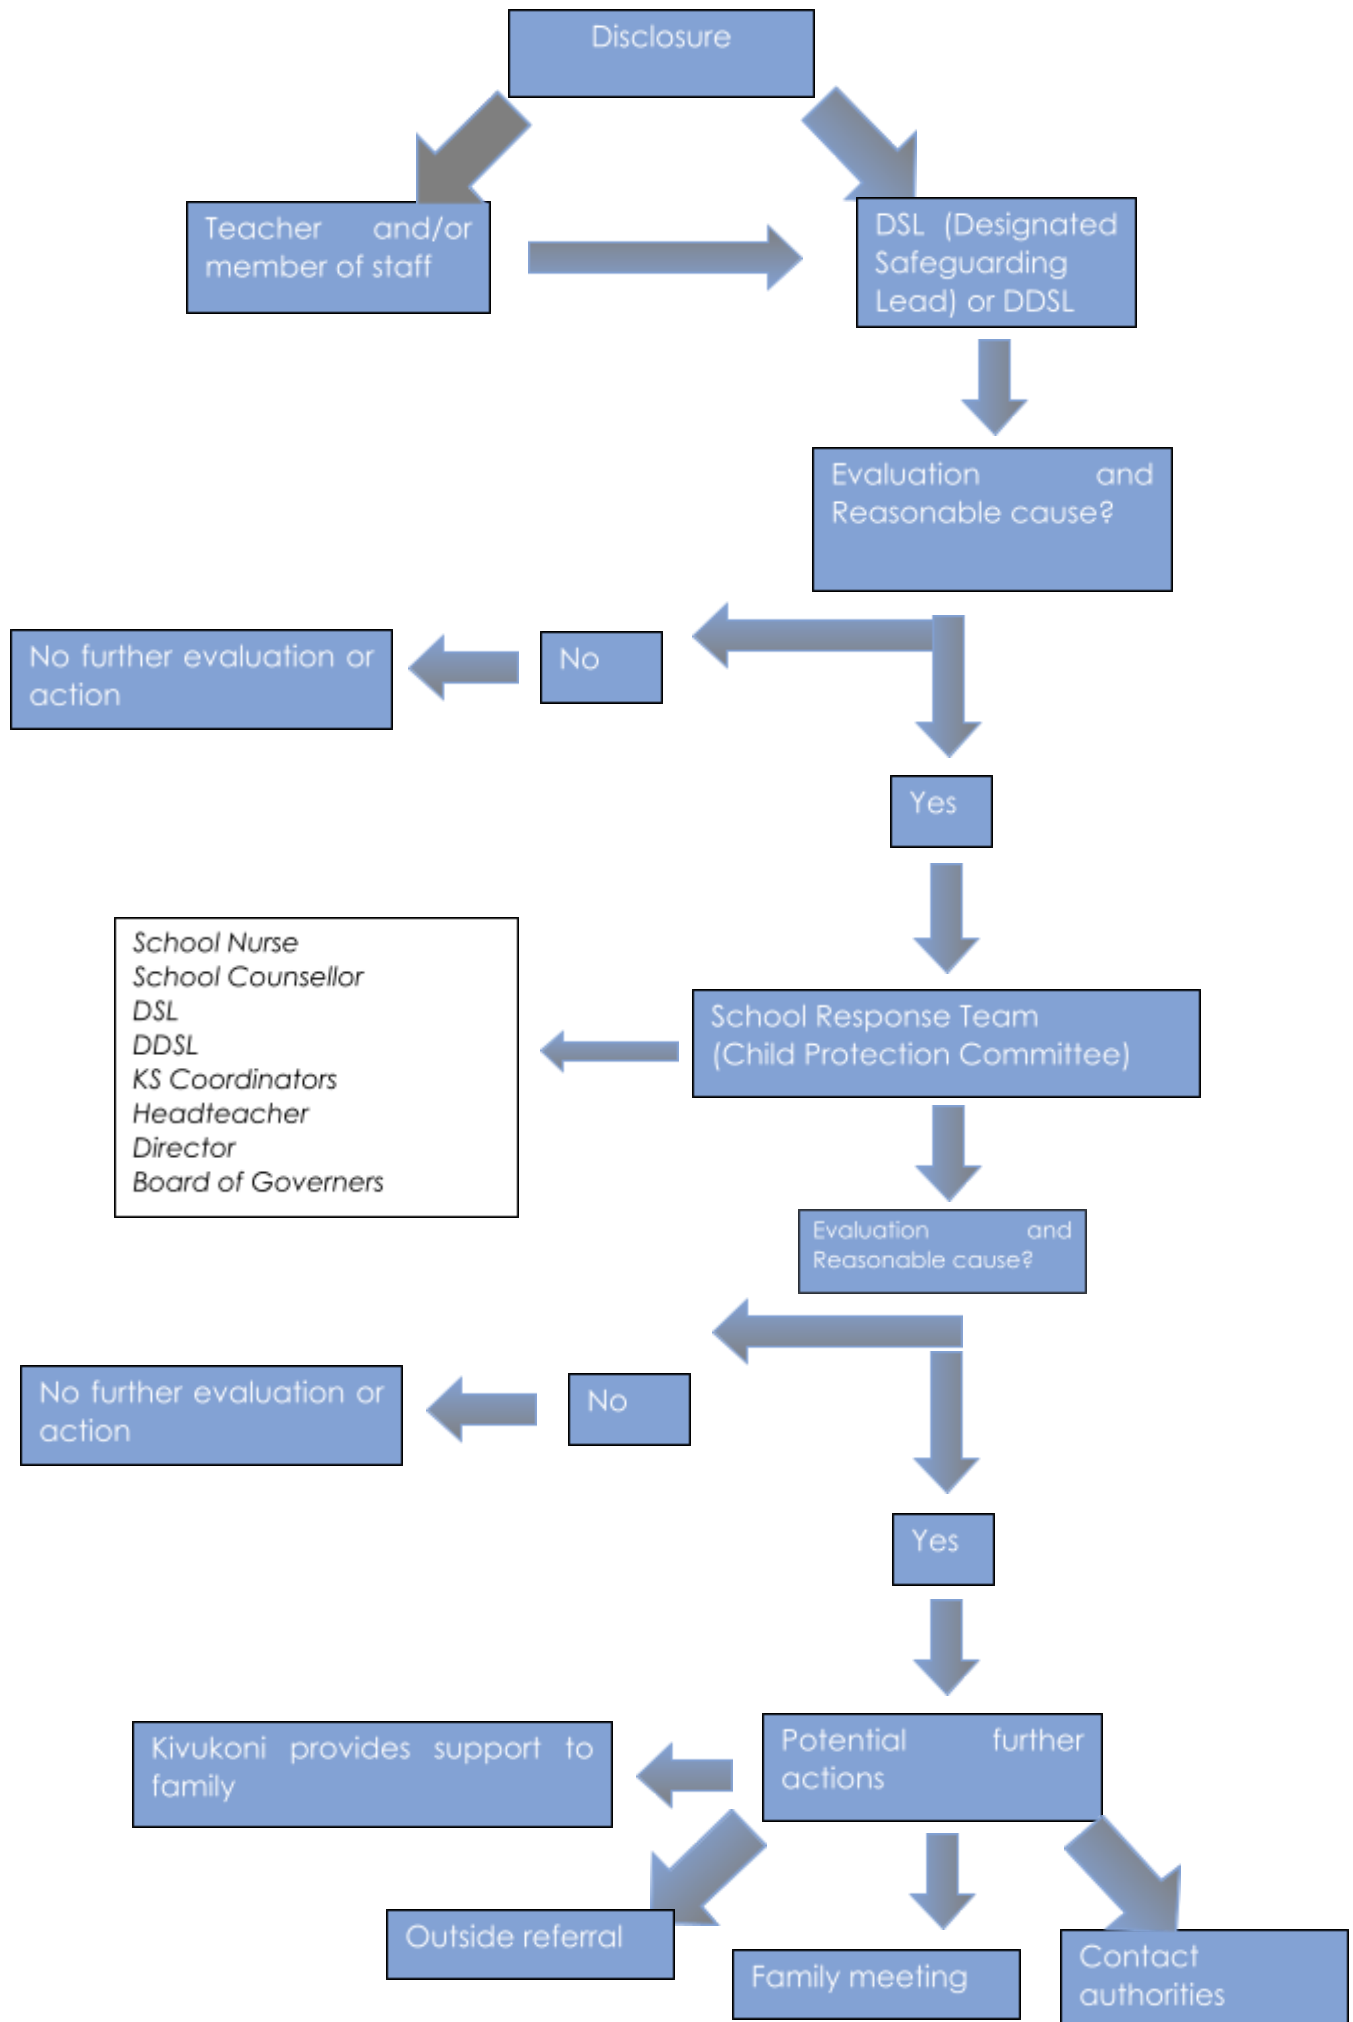 Disclosure
Teacher and/or
member of staff
DSL (Designated
Safeguarding
Lead) or DDSL
Evaluation and
Reasonable cause?
No further evaluation or
action
No
Yes
School Nurse
School Counsellor
DSL
DDSL
KS Coordinators
Headteacher
Director
Board of Governers
School Response Team
(Child Protection Committee)
Evaluation and
Reasonable cause?
No further evaluation or
action
No
Yes
Kivukoni provides support to
family
Potential further
actions
Outside referral
Family meeting
Contact
authorities